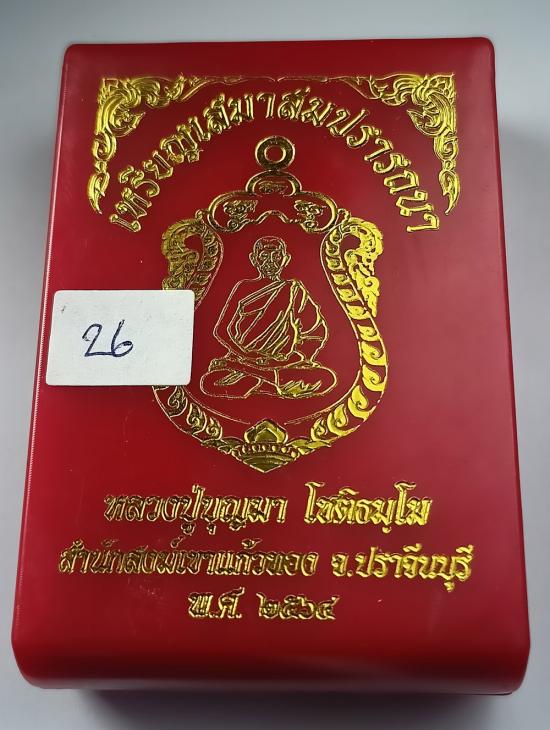 เหรียญเสมาสมปรารถนา
26
หลวงปู่บุญมา โชติธมฺโม
สำนักสงฆ์เขาแก้วทอง จ.ปราจีนบุรี
พ.ศ. ๒๕๖๔